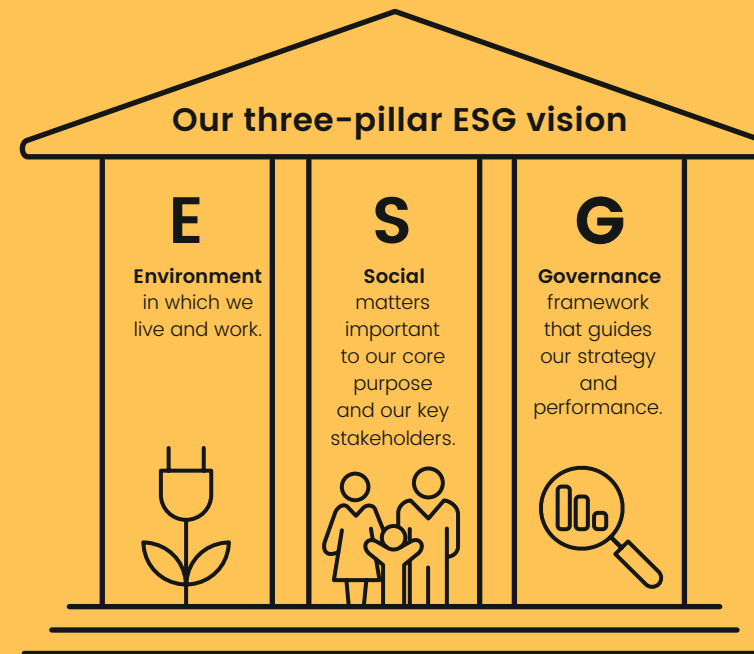 Our three-pillar ESG vision
E
Environment
in which we
live and work.
S
Social
matters
important
to our core
purpose
and our key
stakeholders.
G
Governance
framework
that guides
our strategy
and
performance.